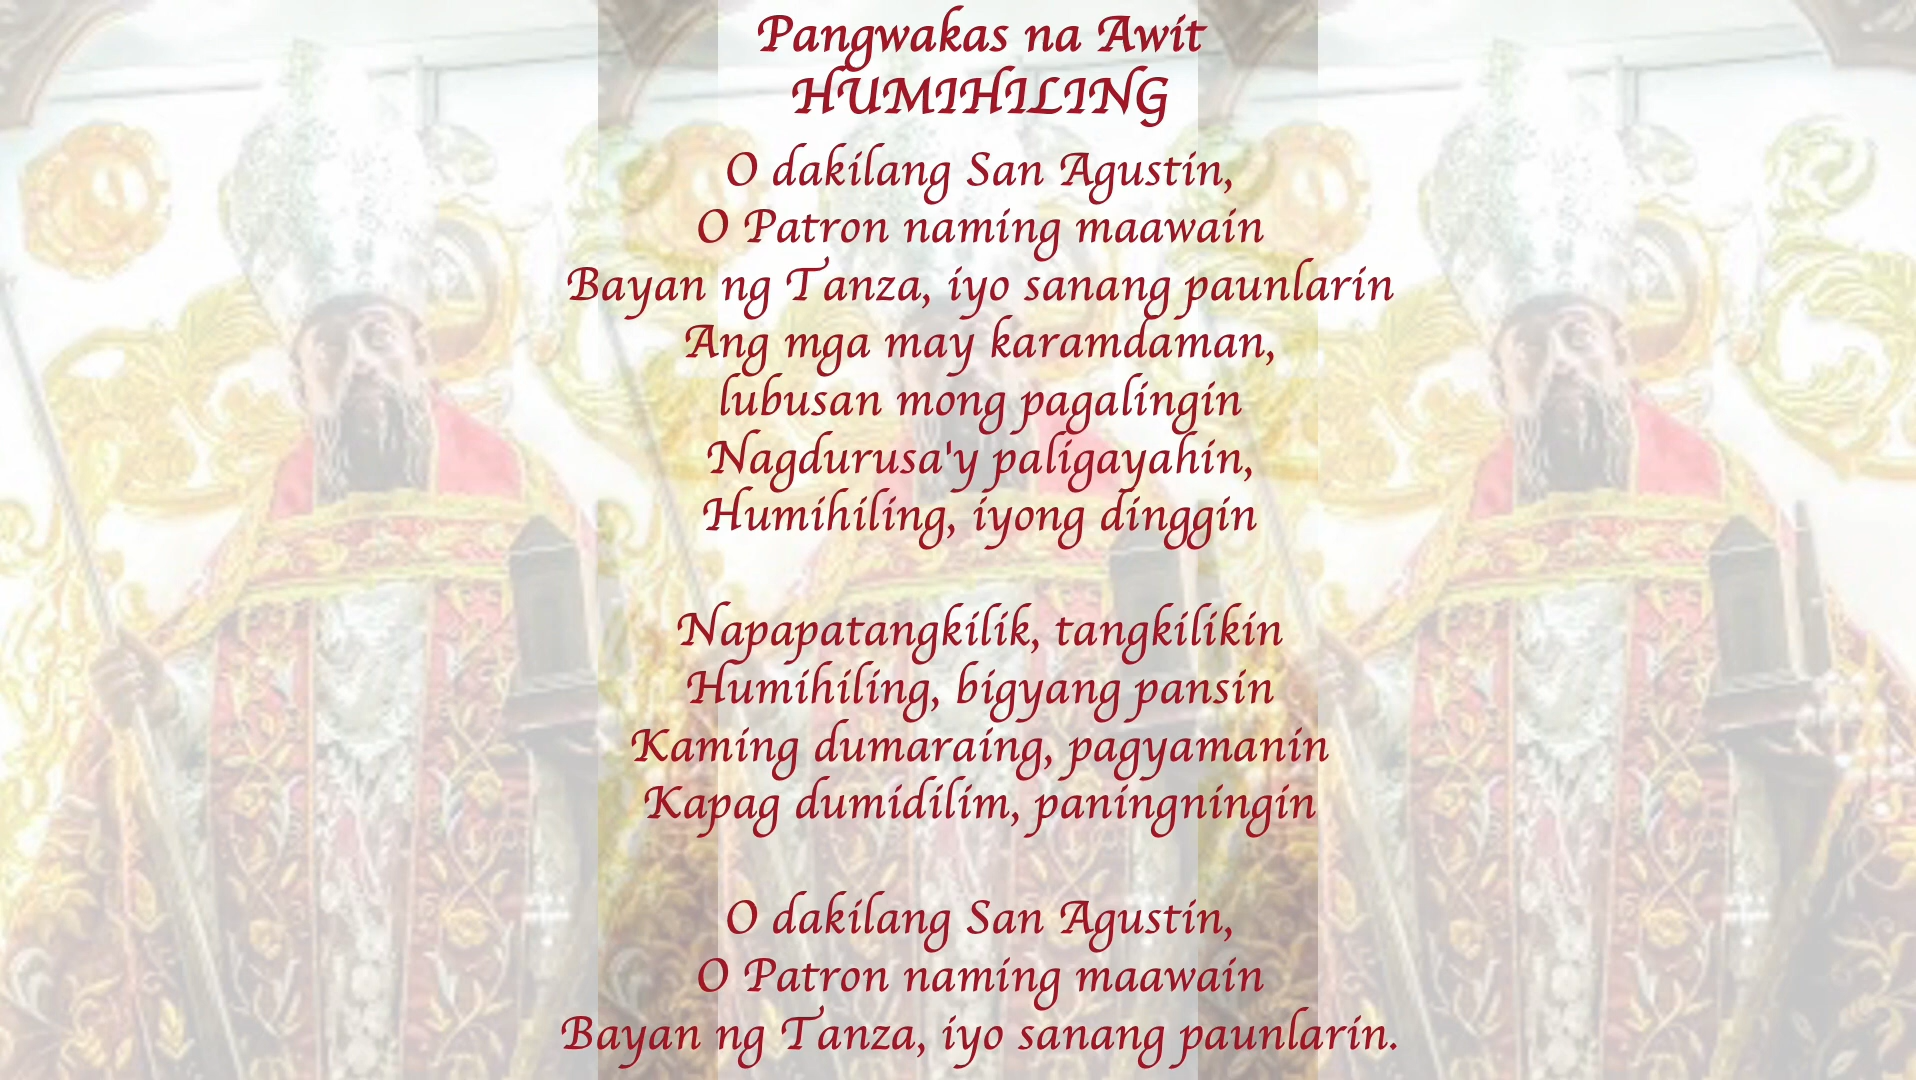 Pangwakas na Awit
HUMIHILING
O dakilang San Agustin,
O Patron naming maawain
Bayan ng Tanza, iyo sanang paunlarin
Ang mga may karamdaman,
lubusan mong pagalingin
Nagdurusa'y paligayahin,
Humihiling, iyong dinggin
Napapatangkilik, tangkilikin
Humihiling, bigyang pansin
Kaming dumaraing, pagyamanin
Kapag dumidilim, paningningin
O dakilang San Agustin,
O Patron naming maawain
Bayan ng Tanza, iyo sanang paunlarin.